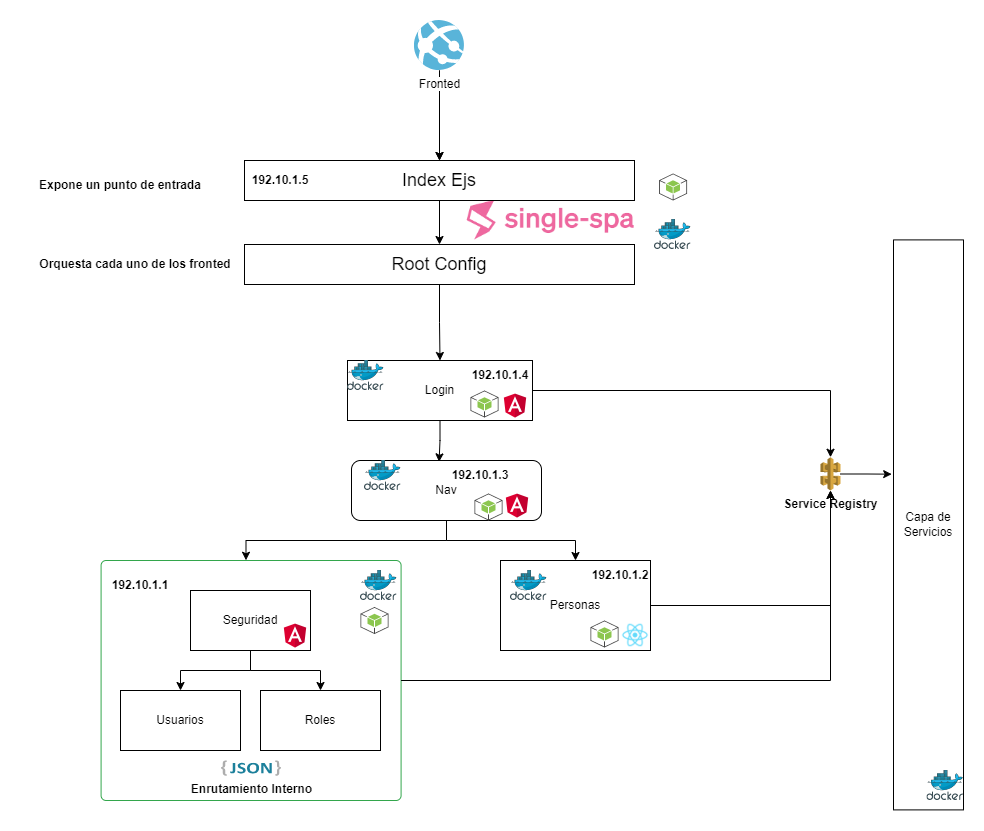 Fronted
Expone un punto de entrada
192.10.1.5
Index Ejs
single-spa
docker
Orquesta cada uno de los fronted
Root Config
docker
192.10.1.4
Login
docker
192.10.1.3
Nav
Service Registry
Capa de
Servicios
192.10.1.1
docker
Seguridad
192.10.1.2
docker
Personas
Usuarios
Roles
{JSON}
Enrutamiento Interno
docker